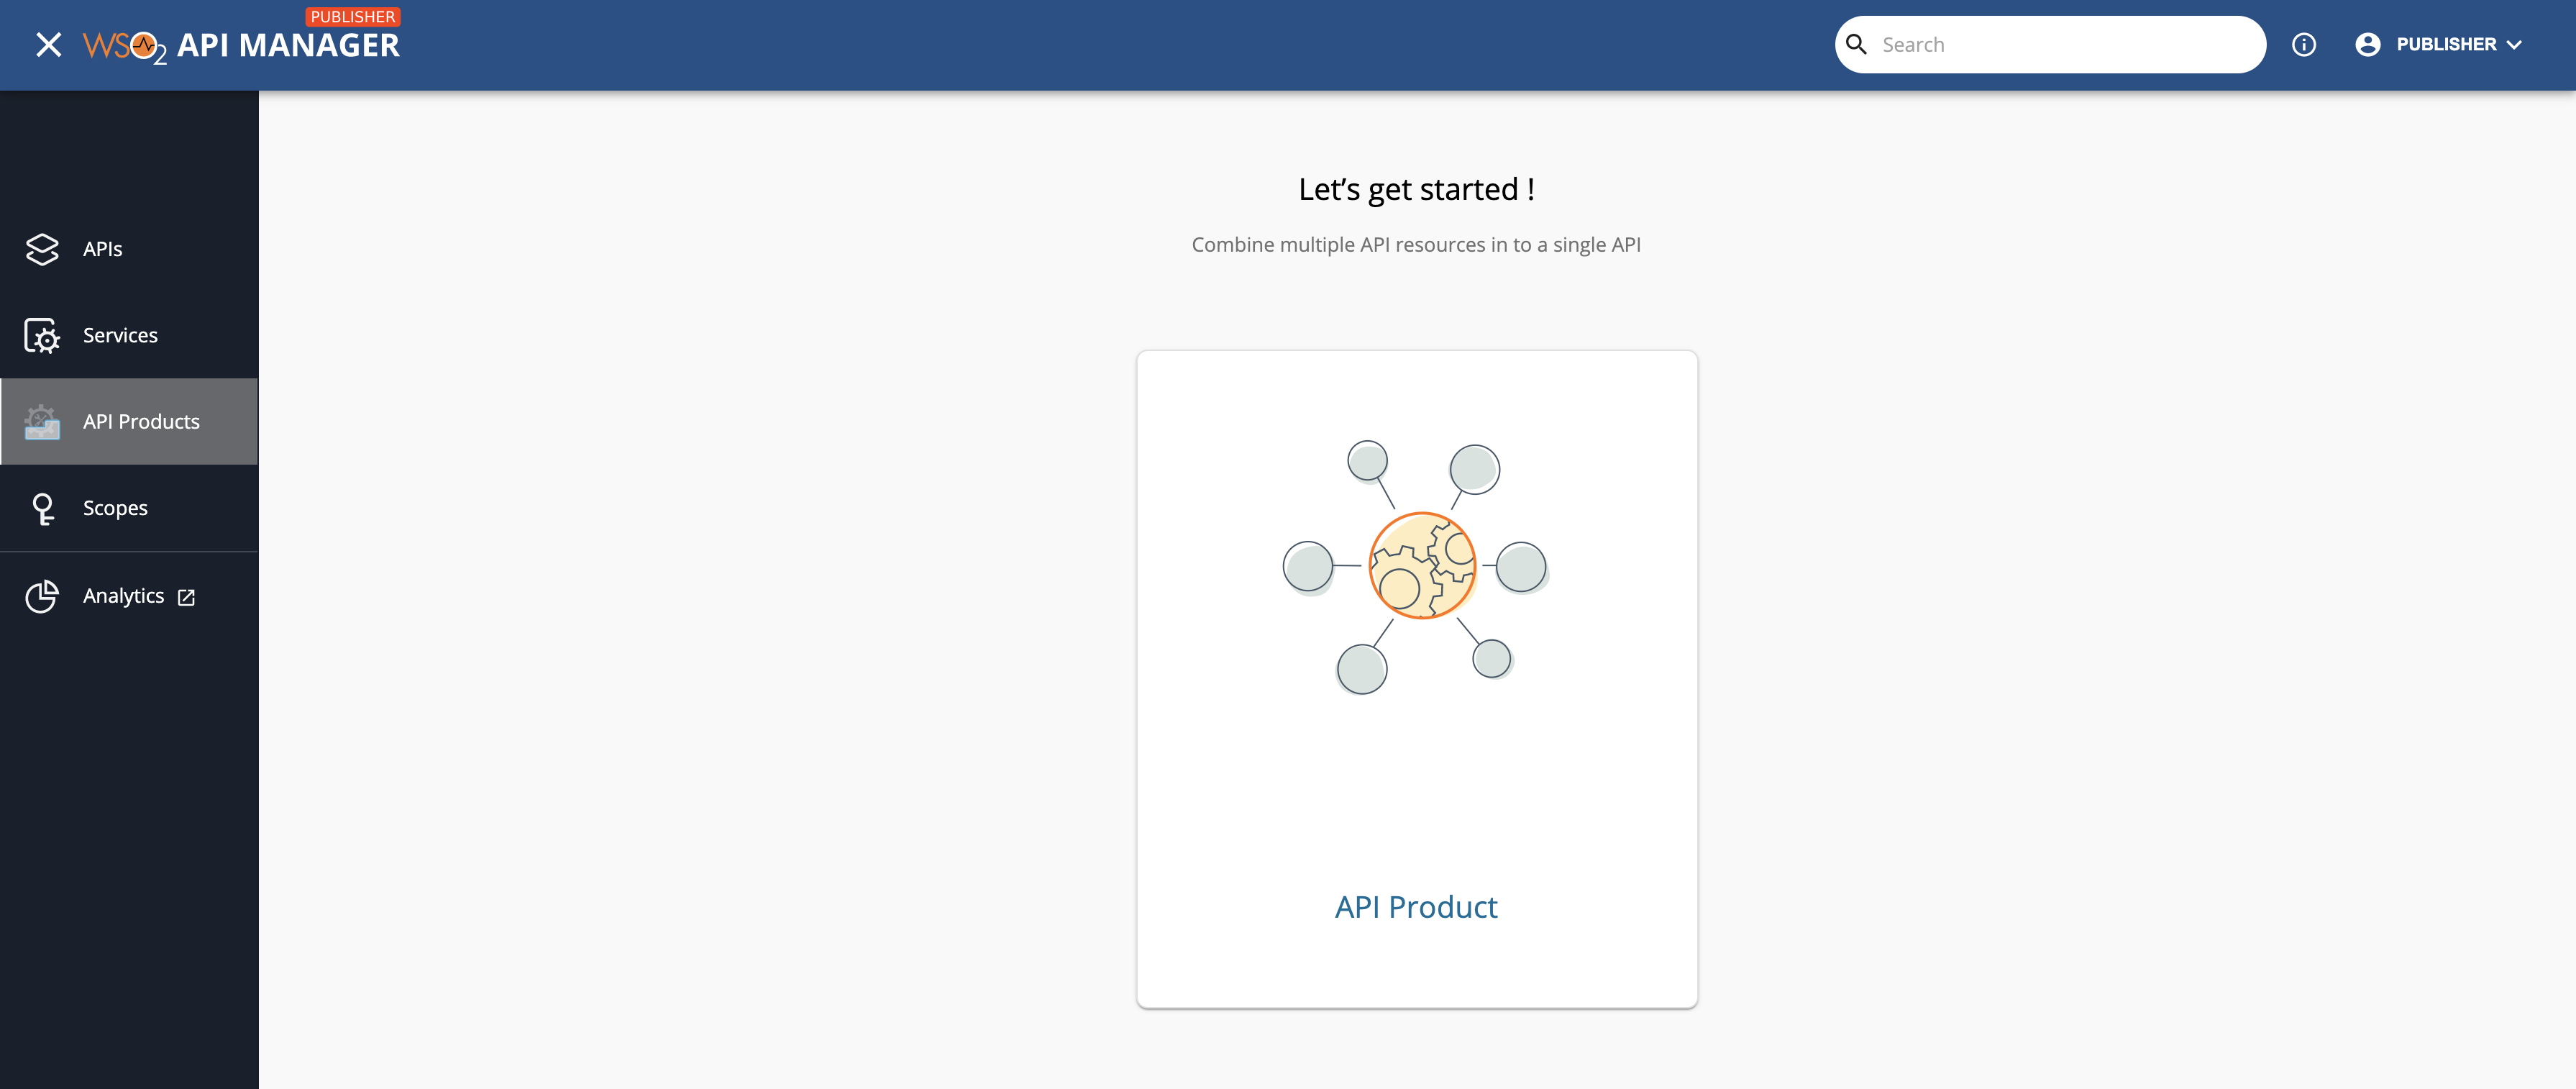 PUBLISHER
WSO2 API MANAGER
Search
PUBLISHER
APIs
Services
API Products
Scopes
Analytics
Let’s get started !
Combine multiple API resources in to a single API
API Product